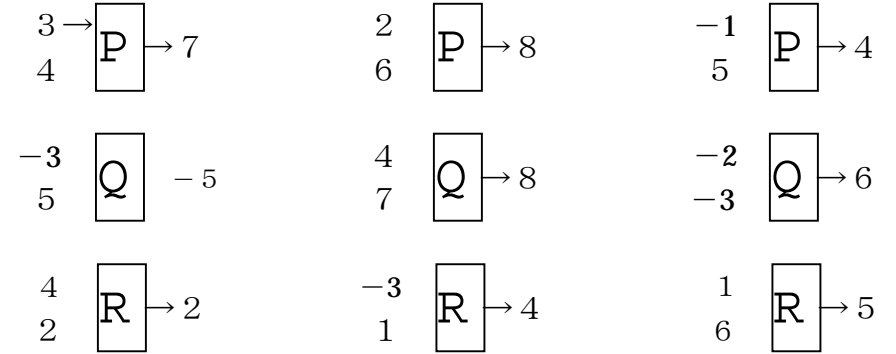 3 → P → 7 2 P → 8 −1 P → 4
4 6 5
−3 Q −5 4 Q → 8 −2 Q → 6
5 7 −3
4 R → 2 −3 R → 4 1 R → 5
2 1 6